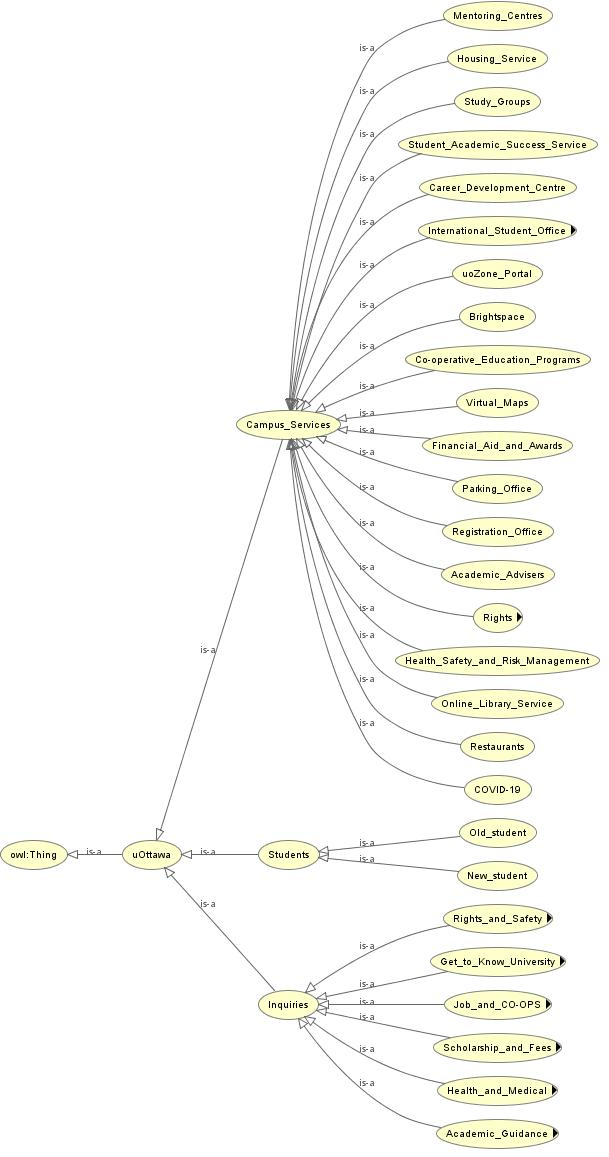 Mentoring_Centres
is-a
Housing_Service
is-a
Study_Groups
is-a
Student_Academic_Success_Service
is-a
Career_Development_Centre
is-a
International_Student_Office
is-a
uoZone_Portal
is-a
Brightspace
is-a
Co-operative_Education_Programs
is-a
Virtual_Maps
is-a
Campus_Services
is-a
Financial_Aid_and_Awards
is-a
Parking_Office
is-a
Registration_Office
is-a
Academic_Advisers
is-a
Rights
is-a
Health_Safety_and_Risk_Management
is-a
is-a
Online_Library_Service
is-a
Restaurants
is-a
COVID-19
Old_student
is-a
owl:Thing
is-a
uOttawa
is-a
Students
is-a
New_student
is-a
Rights_and_Safety
is-a
Get_to_Know_University
is-a
Inquiries
is-a
Job_and_CO-OPS
is-a
Scholarship_and_Fees
is-a
Health_and_Medical
is-a
Academic_Guidance